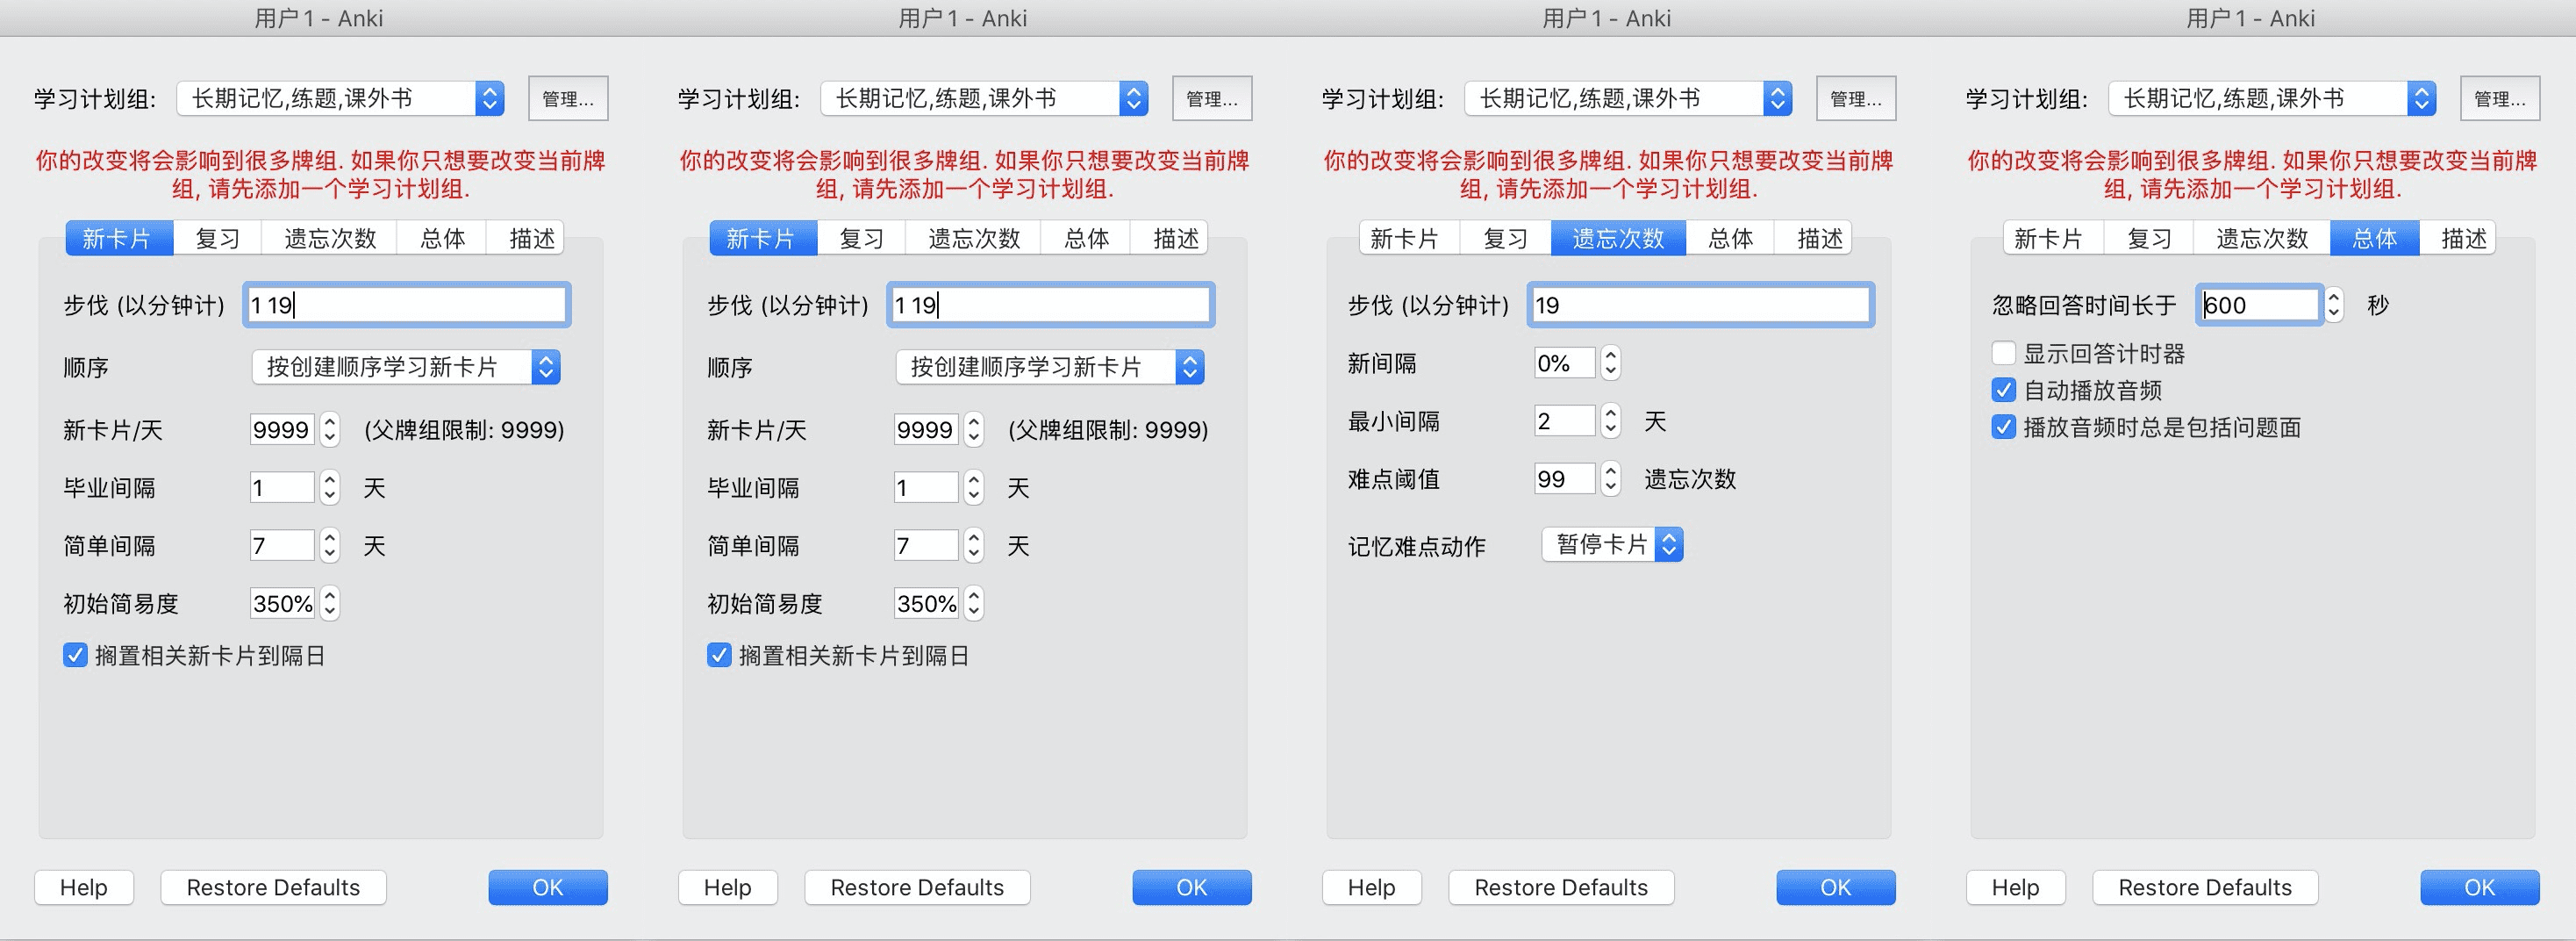 用户1 - Anki
学习计划组: 长期记忆,练题,课外书 管理...
你的改变将会影响到很多牌组. 如果你只想要改变当前牌
组, 请先添加一个学习计划组.
新卡片 复习 遗忘次数 总体 描述
步伐 (以分钟计) 1 19
顺序 按创建顺序学习新卡片
新卡片/天 9999 (父牌组限制: 9999)
毕业间隔 1 天
简单间隔 7 天
初始简易度 350%
搁置相关新卡片到隔日
Help Restore Defaults OK
用户1 - Anki
学习计划组: 长期记忆,练题,课外书 管理...
你的改变将会影响到很多牌组. 如果你只想要改变当前牌
组, 请先添加一个学习计划组.
新卡片 复习 遗忘次数 总体 描述
步伐 (以分钟计) 1 19
顺序 按创建顺序学习新卡片
新卡片/天 9999 (父牌组限制: 9999)
毕业间隔 1 天
简单间隔 7 天
初始简易度 350%
搁置相关新卡片到隔日
Help Restore Defaults OK
用户1 - Anki
学习计划组: 长期记忆,练题,课外书 管理...
你的改变将会影响到很多牌组. 如果你只想要改变当前牌
组, 请先添加一个学习计划组.
新卡片 复习 遗忘次数 总体 描述
步伐 (以分钟计) 19
新间隔 0%
最小间隔 2 天
难点阈值 99 遗忘次数
记忆难点动作 暂停卡片
Help Restore Defaults OK
用户1 - Anki
学习计划组: 长期记忆,练题,课外书 管理...
你的改变将会影响到很多牌组. 如果你只想要改变当前牌
组, 请先添加一个学习计划组.
新卡片 复习 遗忘次数 总体 描述
忽略回答时间长于 600 秒
显示回答计时器
自动播放音频
播放音频时总是包括问题面
Help Restore Defaults OK